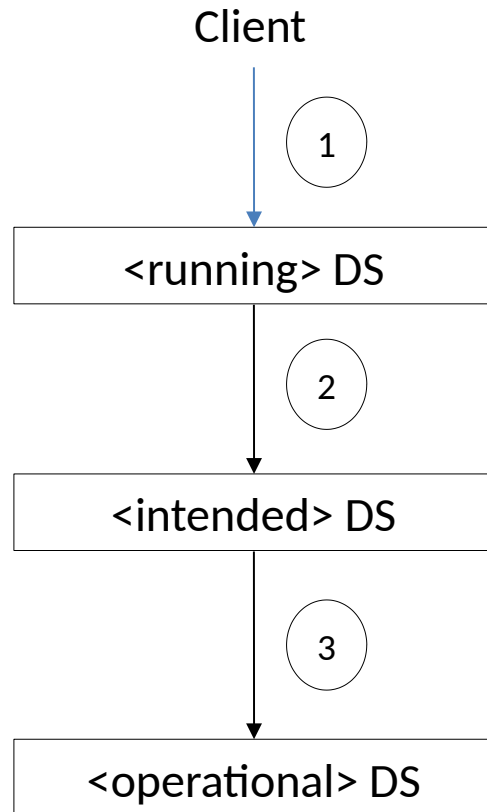 Client
1
<running> DS
2
<intended> DS
3
<operational> DS